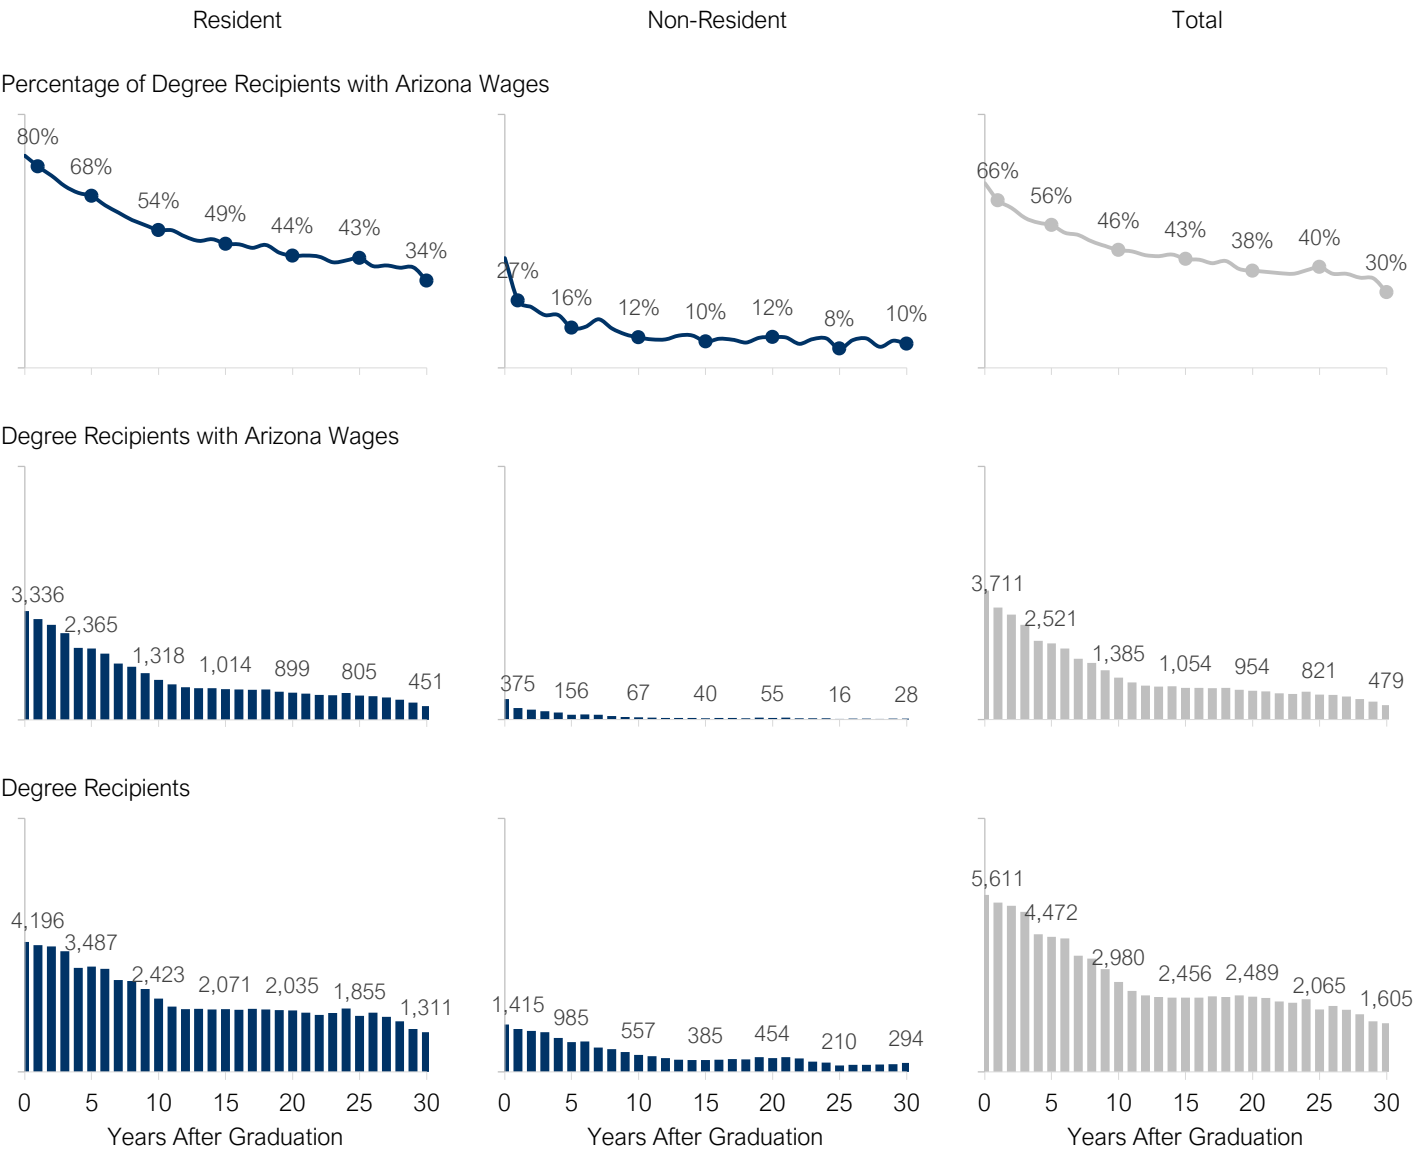 Resident Non-Resident Total
Percentage of Degree Recipients with Arizona Wages
80% 68% 54% 49% 44% 43% 34%
27% 16% 12% 10% 12% 8% 10%
66% 56% 46% 43% 38% 40% 30%
Degree Recipients with Arizona Wages
3,336 2,365 1,318 1,014 899 805 451
375 156 67 40 55 16 28
3,711 2,521 1,385 1,054 954 821 479
Degree Recipients
4,196 3,487 2,423 2,071 2,035 1,855 1,311
1,415 985 557 385 454 210 294
5,611 4,472 2,980 2,456 2,489 2,065 1,605
0 5 10 15 20 25 30 0 5 10 15 20 25 30 0 5 10 15 20 25 30
Years After Graduation Years After Graduation Years After Graduation